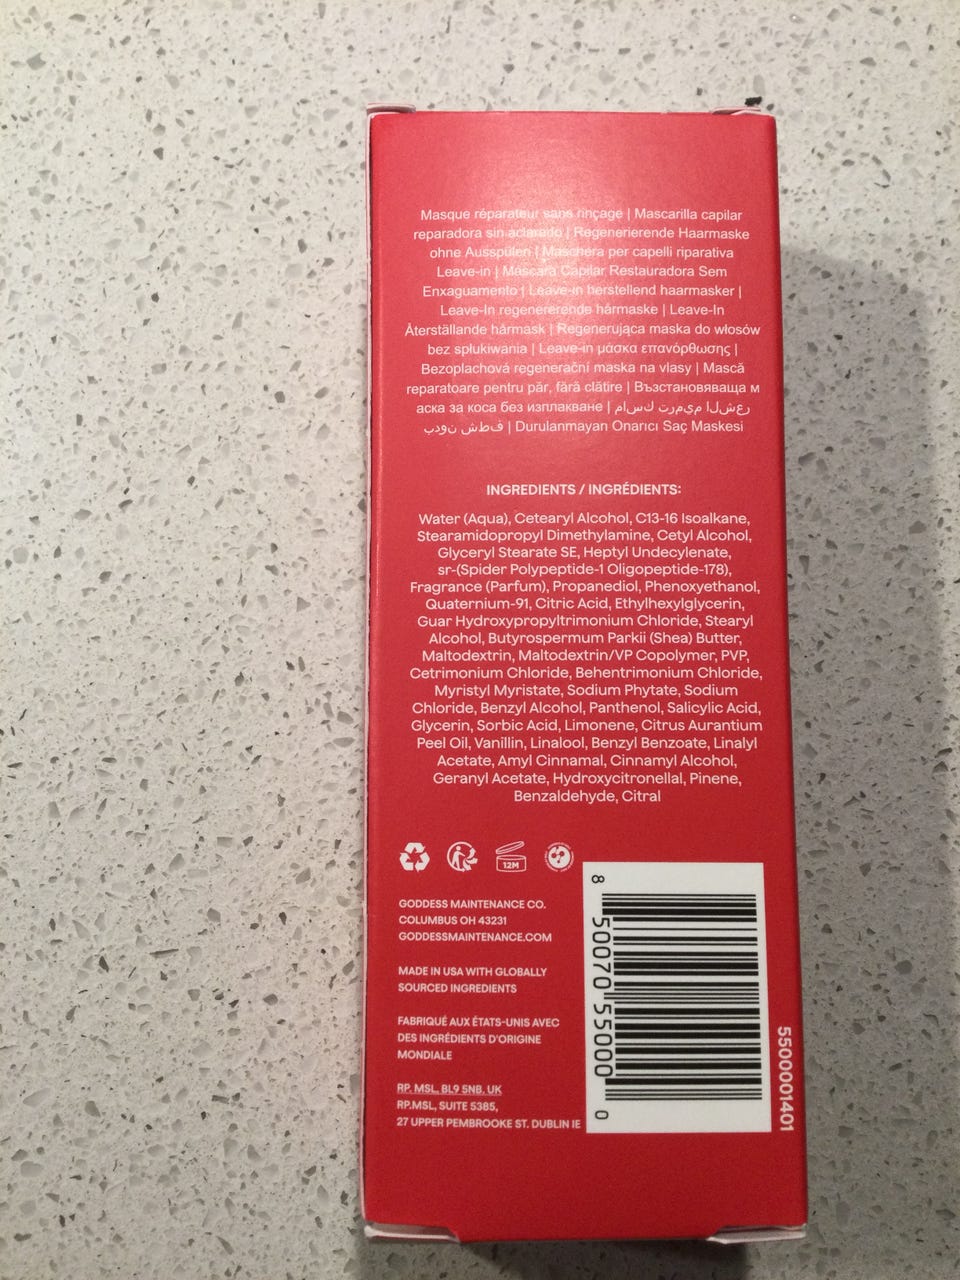 Masque réparateur sans rinçage | Mascarilla capilar
reparadora sin aclarado | Regenerierende Haarmaske
ohne Ausspülen | Maschera per capelli riparativa
Leave-in | Máscara Capilar Restauradora Sem
Enxaguamento | Leave-in herstellend haarmasker |
Leave-In regenererende hårmaske | Leave-In
Återställande hårmask | Regenerująca maska do włosów
bez spłukiwania | Leave-in μάσκα επανόρθωσης |
Bezoplachová regenerační maska na vlasy | Mască
reparatoare pentru păr, fără clătire | Възстановяваща м
аска за коса без изплакване | ماسك ترميم الشعر
بدون شطف | Durulanmayan Onarıcı Saç Maskesi
INGREDIENTS / INGRÉDIENTS:
Water (Aqua), Cetearyl Alcohol, C13-16 Isoalkane,
Stearamidopropyl Dimethylamine, Cetyl Alcohol,
Glyceryl Stearate SE, Heptyl Undecylenate,
sr-(Spider Polypeptide-1 Oligopeptide-178),
Fragrance (Parfum), Propanediol, Phenoxyethanol,
Quaternium-91, Citric Acid, Ethylhexylglycerin,
Guar Hydroxypropyltrimonium Chloride, Stearyl
Alcohol, Butyrospermum Parkii (Shea) Butter,
Maltodextrin, Maltodextrin/VP Copolymer, PVP,
Cetrimonium Chloride, Behentrimonium Chloride,
Myristyl Myristate, Sodium Phytate, Sodium
Chloride, Benzyl Alcohol, Panthenol, Salicylic Acid,
Glycerin, Sorbic Acid, Limonene, Citrus Aurantium
Peel Oil, Vanillin, Linalool, Benzyl Benzoate, Linalyl
Acetate, Amyl Cinnamal, Cinnamyl Alcohol,
Geranyl Acetate, Hydroxycitronellal, Pinene,
Benzaldehyde, Citral
12M
GODDESS MAINTENANCE CO.
COLUMBUS OH 43231
GODDESSMAINTENANCE.COM
MADE IN USA WITH GLOBALLY
SOURCED INGREDIENTS
FABRIQUÉ AUX ÉTATS-UNIS AVEC
DES INGRÉDIENTS D'ORIGINE
MONDIALE
RP. MSL, BL9 5NB, UK
RP.MSL, SUITE 5385,
27 UPPER PEMBROOKE ST. DUBLIN IE
8 50070 55000 0
5500001401